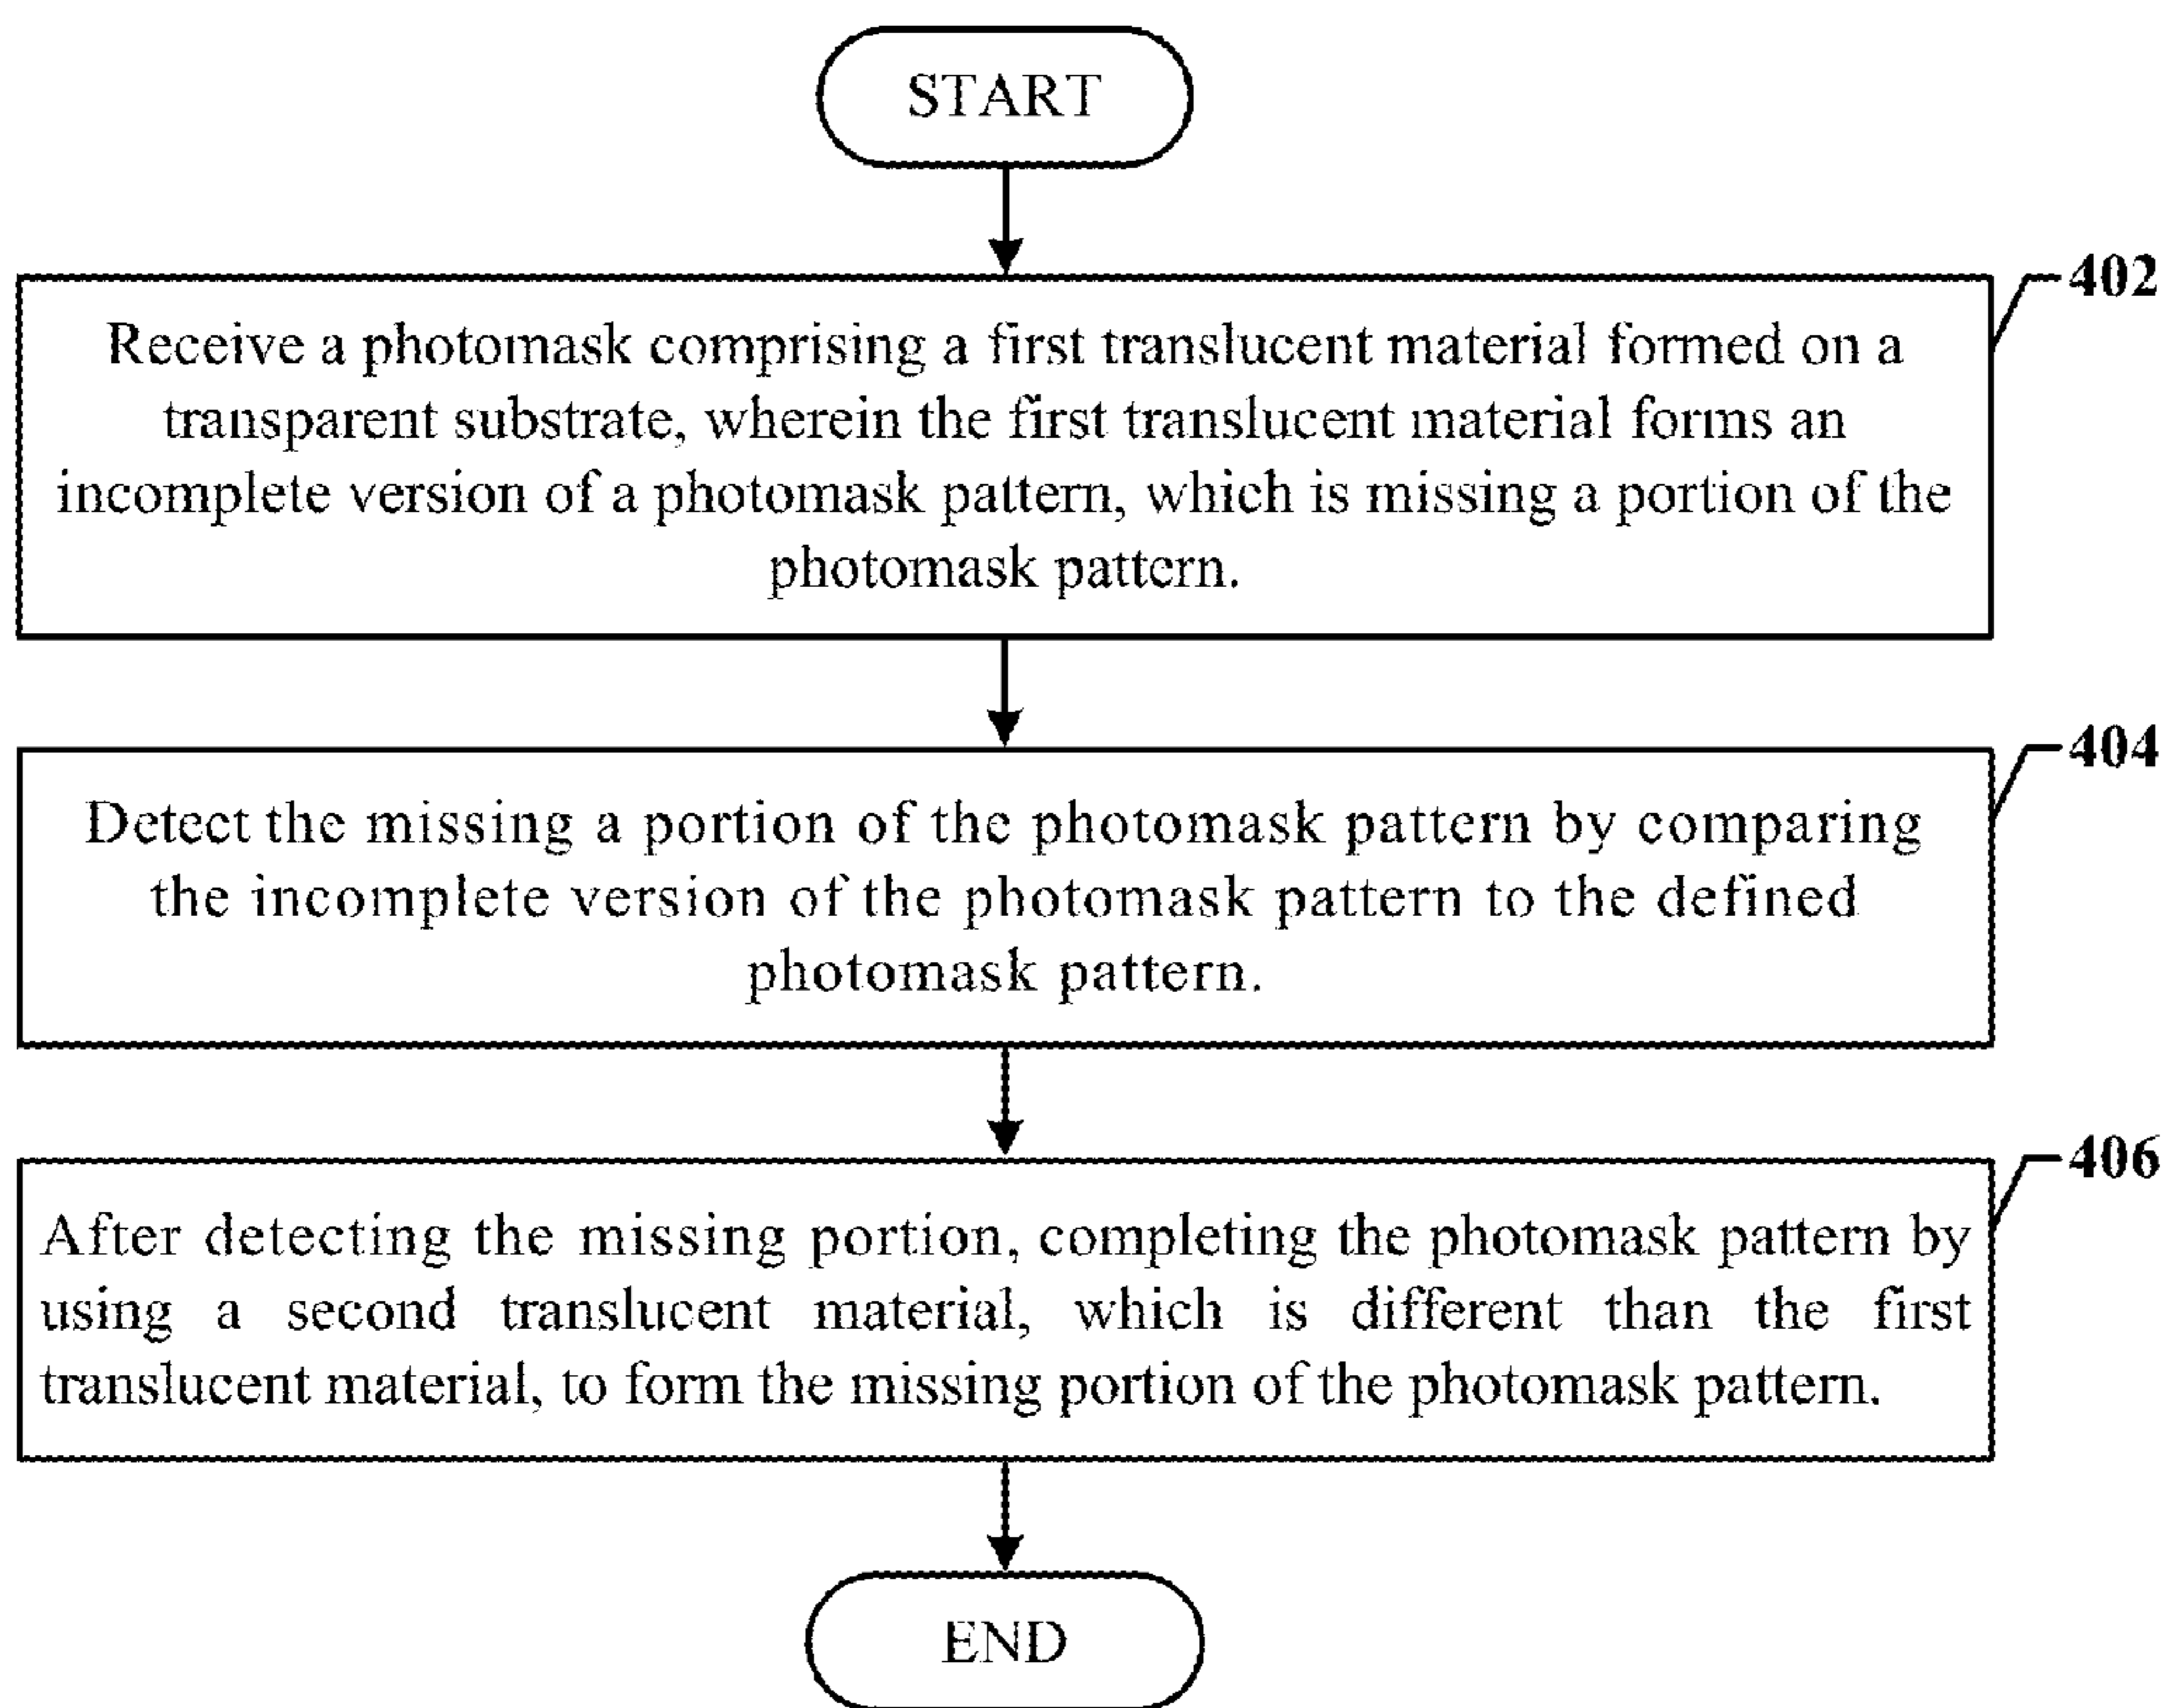 START
402
Receive a photomask comprising a first translucent material formed on a
transparent substrate, wherein the first translucent material forms an
incomplete version of a photomask pattern, which is missing a portion of the
photomask pattern.
404
Detect the missing a portion of the photomask pattern by comparing
the incomplete version of the photomask pattern to the defined
photomask pattern.
406
After detecting the missing portion, completing the photomask pattern by
using a second translucent material, which is different than the first
translucent material, to form the missing portion of the photomask pattern.
END